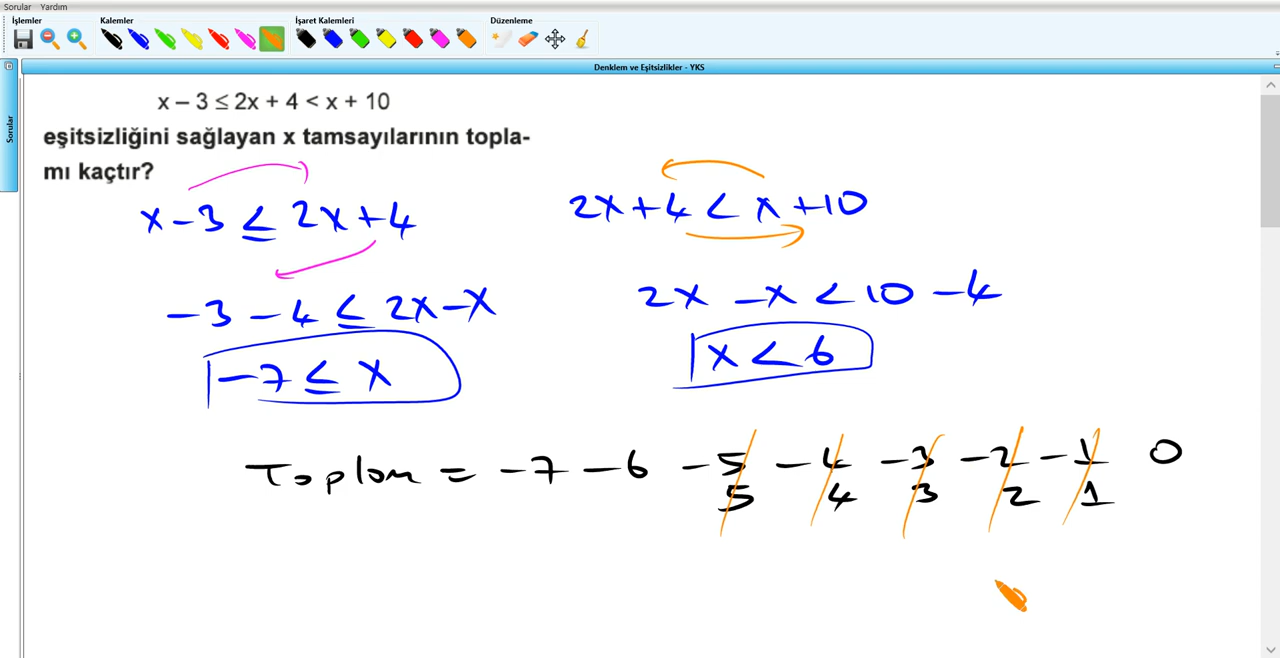 Sorular Yardım
İşlemler Kalemler İşaret Kalemleri Düzenleme
Denklem ve Eşitsizlikler - YKS
Sorular
x – 3 ≤ 2x + 4 < x + 10
eşitsizliğini sağlayan x tamsayılarının topla-
mı kaçtır?
x - 3 ≤ 2x + 4
2x + 4 < x + 10
-3 - 4 ≤ 2x - x
2x - x < 10 - 4
-7 ≤ x
x < 6
Toplam = -7 -6 -5 -4 -3 -2 -1 0
5 4 3 2 1